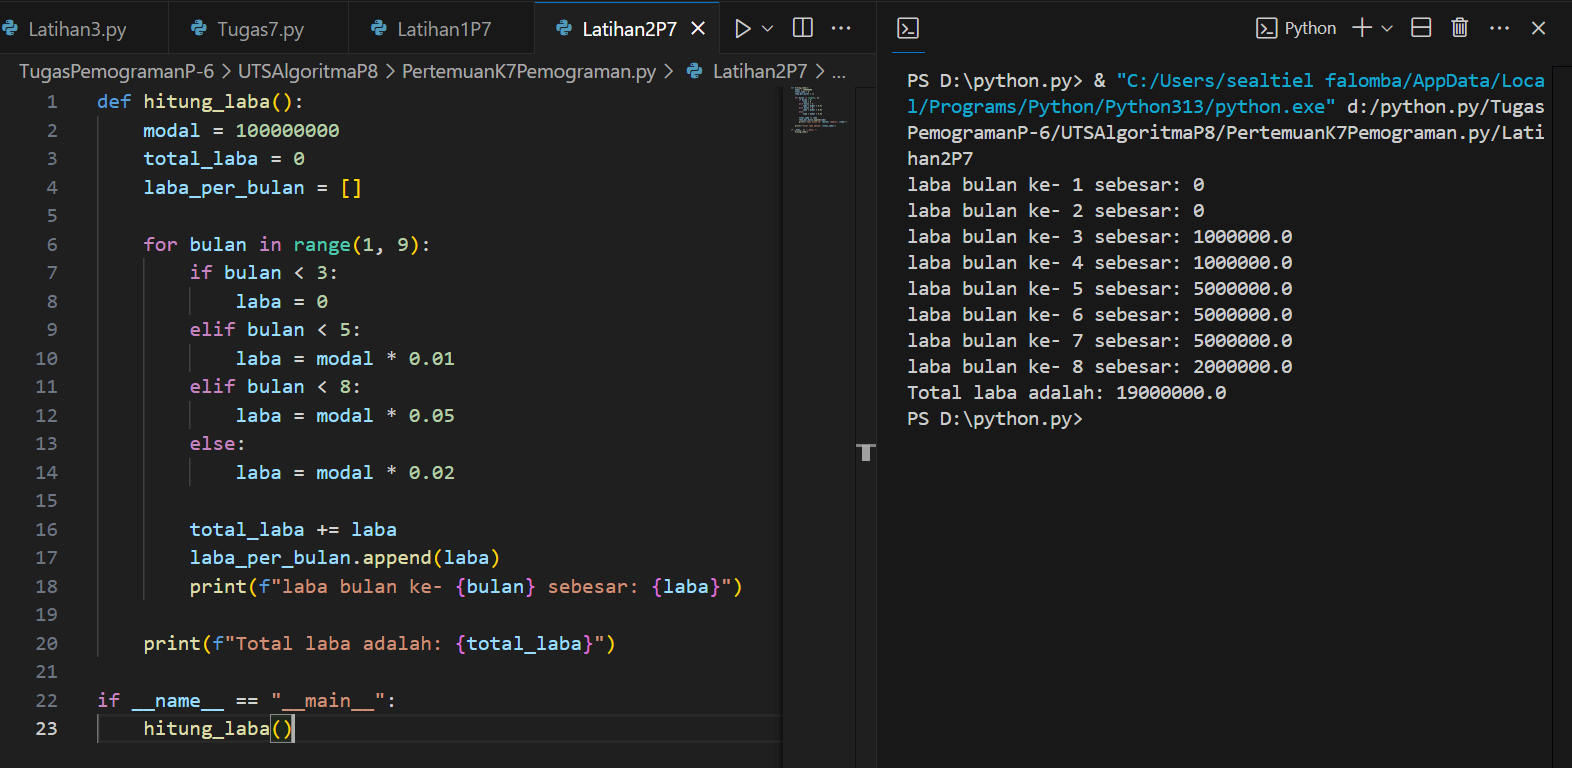 Latihan3.py
Tugas7.py
Latihan1P7
Latihan2P7
TugasPemogramanP-6 > UTSAlgoritmaP8 > PertemuanK7Pemograman.py > Latihan2P7 > ...
1 def hitung_laba():
2     modal = 100000000
3     total_laba = 0
4     laba_per_bulan = []
5
6     for bulan in range(1, 9):
7         if bulan < 3:
8             laba = 0
9         elif bulan < 5:
10             laba = modal * 0.01
11         elif bulan < 8:
12             laba = modal * 0.05
13         else:
14             laba = modal * 0.02
15
16         total_laba += laba
17         laba_per_bulan.append(laba)
18         print(f"laba bulan ke- {bulan} sebesar: {laba}")
19
20     print(f"Total laba adalah: {total_laba}")
21
22 if __name__ == "__main__":
23     hitung_laba()
Python
PS D:\python.py> & "C:/Users/sealtiel falomba/AppData/Loca
l/Programs/Python/Python313/python.exe" d:/python.py/Tugas
PemogramanP-6/UTSAlgoritmaP8/PertemuanK7Pemograman.py/Lati
han2P7
laba bulan ke- 1 sebesar: 0
laba bulan ke- 2 sebesar: 0
laba bulan ke- 3 sebesar: 1000000.0
laba bulan ke- 4 sebesar: 1000000.0
laba bulan ke- 5 sebesar: 5000000.0
laba bulan ke- 6 sebesar: 5000000.0
laba bulan ke- 7 sebesar: 5000000.0
laba bulan ke- 8 sebesar: 2000000.0
Total laba adalah: 19000000.0
PS D:\python.py>